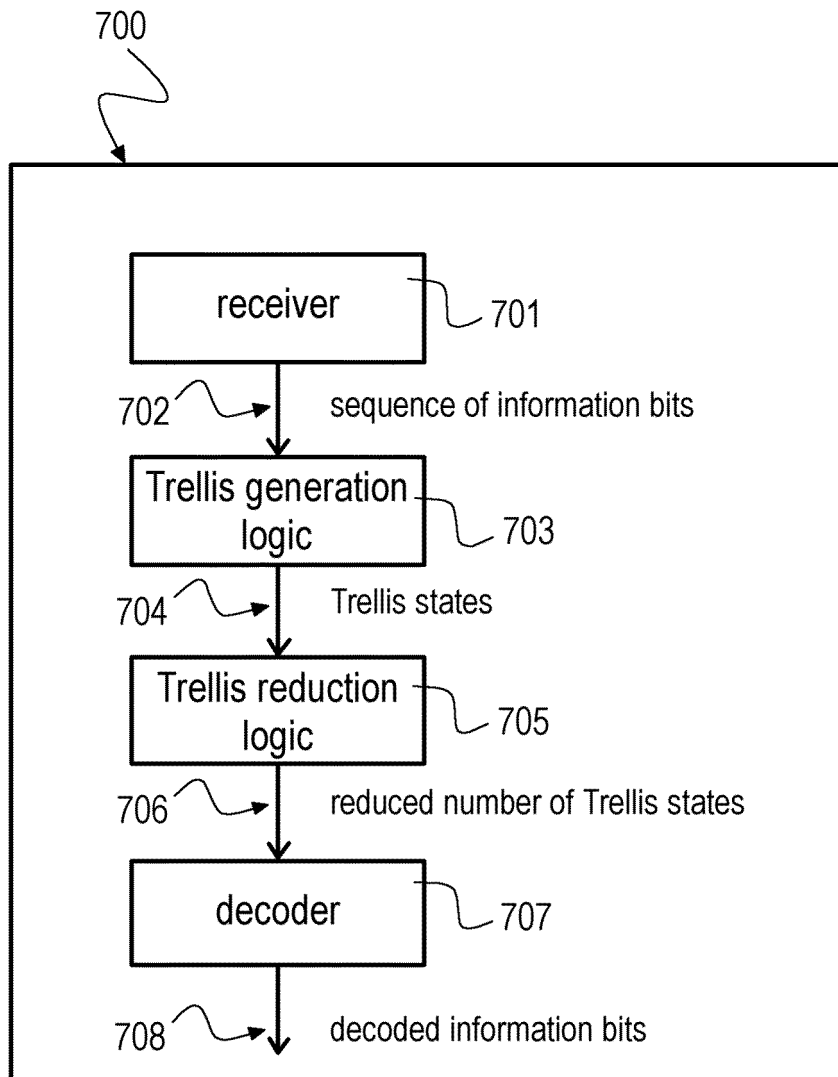 700
receiver
701
702
sequence of information bits
Trellis generation
logic
703
704
Trellis states
Trellis reduction
logic
705
706
reduced number of Trellis states
decoder
707
708
decoded information bits